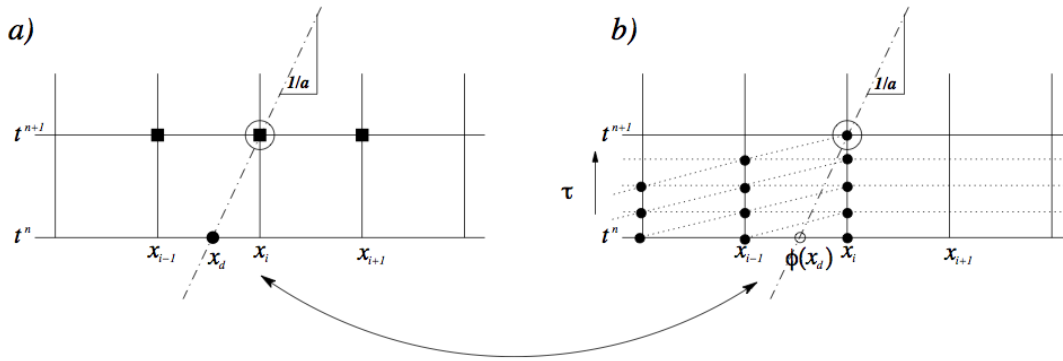 a)
1/a
t^{n+1}
t^n
x_{i-1}
x_d
x_i
x_{i+1}
b)
1/a
t^{n+1}
τ
t^n
x_{i-1}
ϕ(x_d)
x_i
x_{i+1}